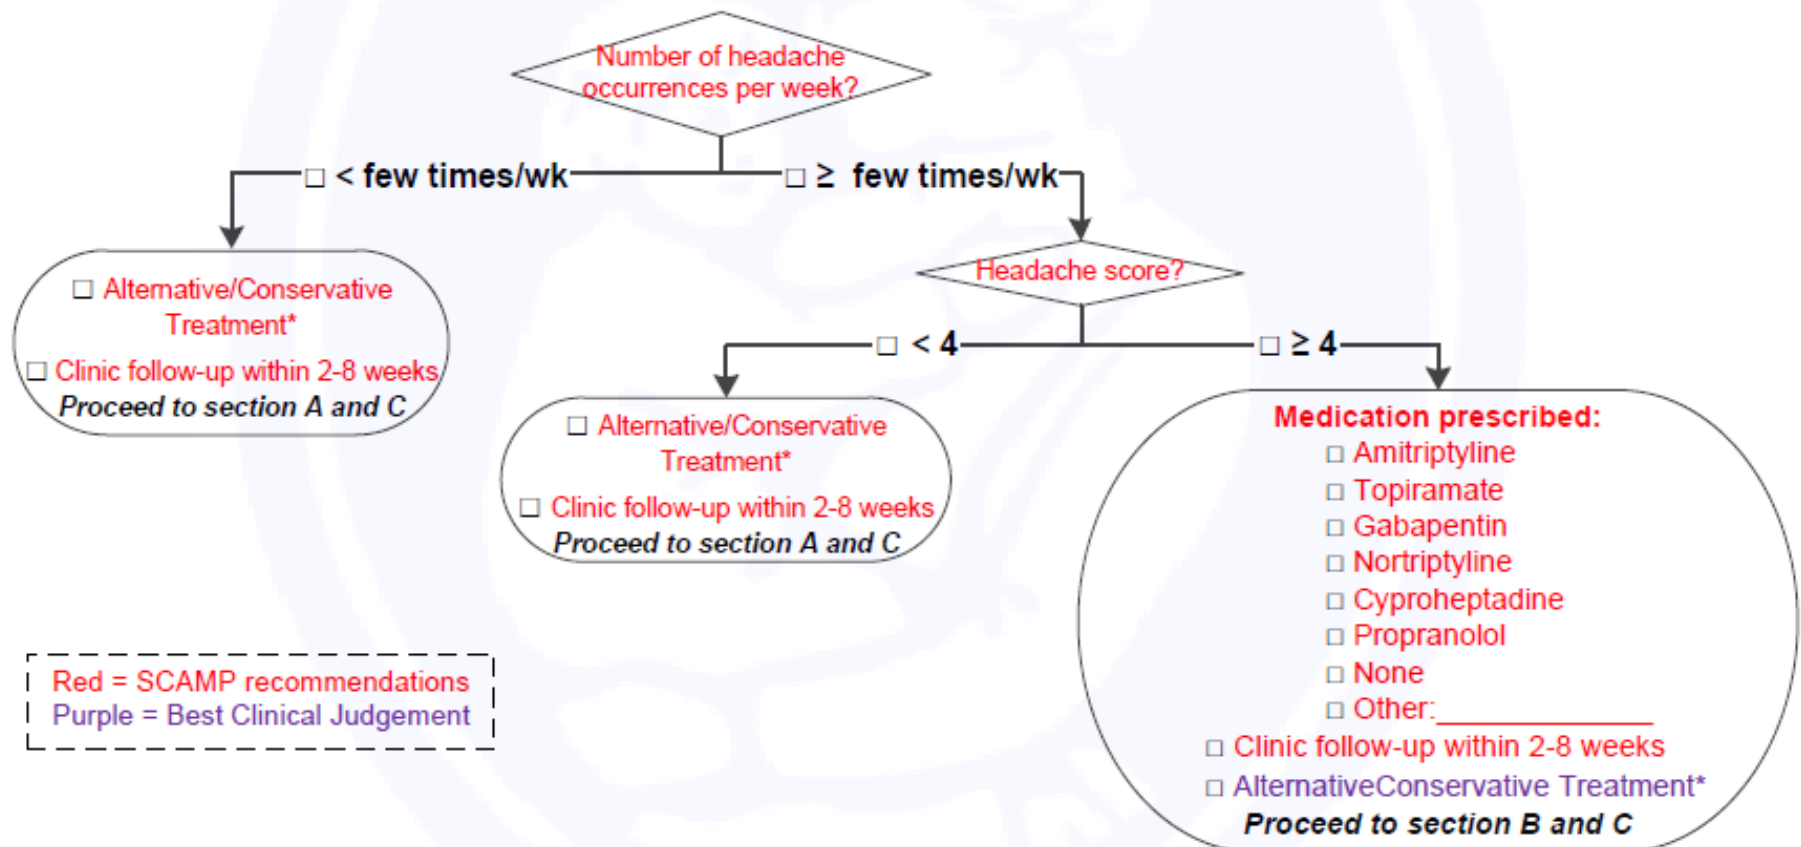 Number of headache
occurrences per week?
□ < few times/wk
□ ≥ few times/wk
□ Alternative/Conservative
Treatment*
□ Clinic follow-up within 2-8 weeks
Proceed to section A and C
Headache score?
□ < 4
□ ≥ 4
□ Alternative/Conservative
Treatment*
□ Clinic follow-up within 2-8 weeks
Proceed to section A and C
Medication prescribed:
□ Amitriptyline
□ Topiramate
□ Gabapentin
□ Nortriptyline
□ Cyproheptadine
□ Propranolol
□ None
□ Other:_____________
□ Clinic follow-up within 2-8 weeks
□ AlternativeConservative Treatment*
Proceed to section B and C
Red = SCAMP recommendations
Purple = Best Clinical Judgement